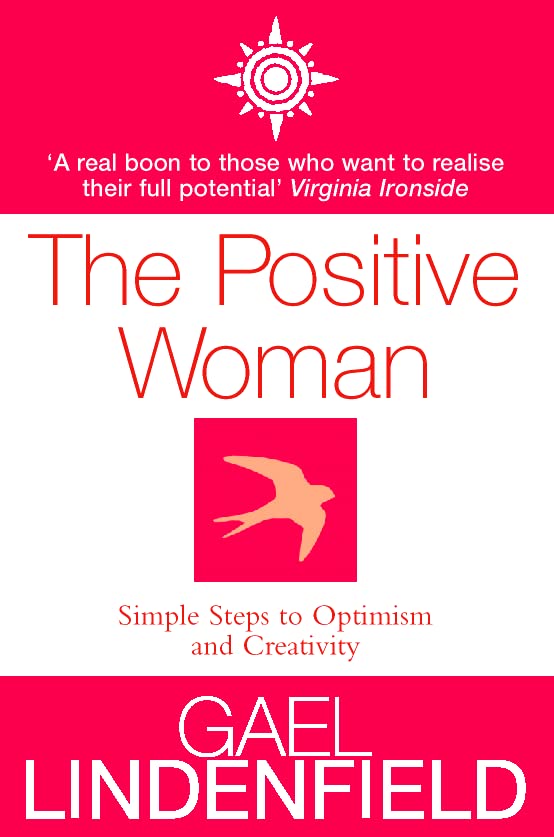 ‘A real boon to those who want to realise
their full potential’ Virginia Ironside
The Positive
Woman
Simple Steps to Optimism
and Creativity
GAEL
LINDENFIELD